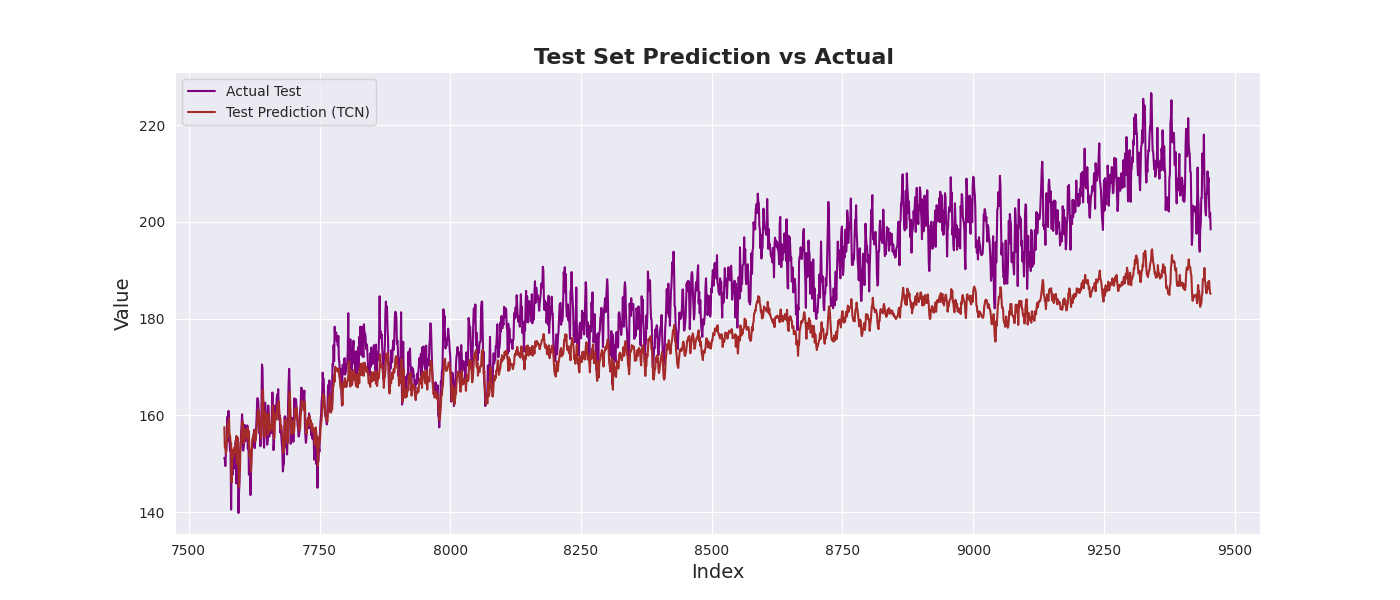 Test Set Prediction vs Actual
Actual Test
Test Prediction (TCN)
Value
220
200
180
160
140
7500 7750 8000 8250 8500 8750 9000 9250 9500
Index